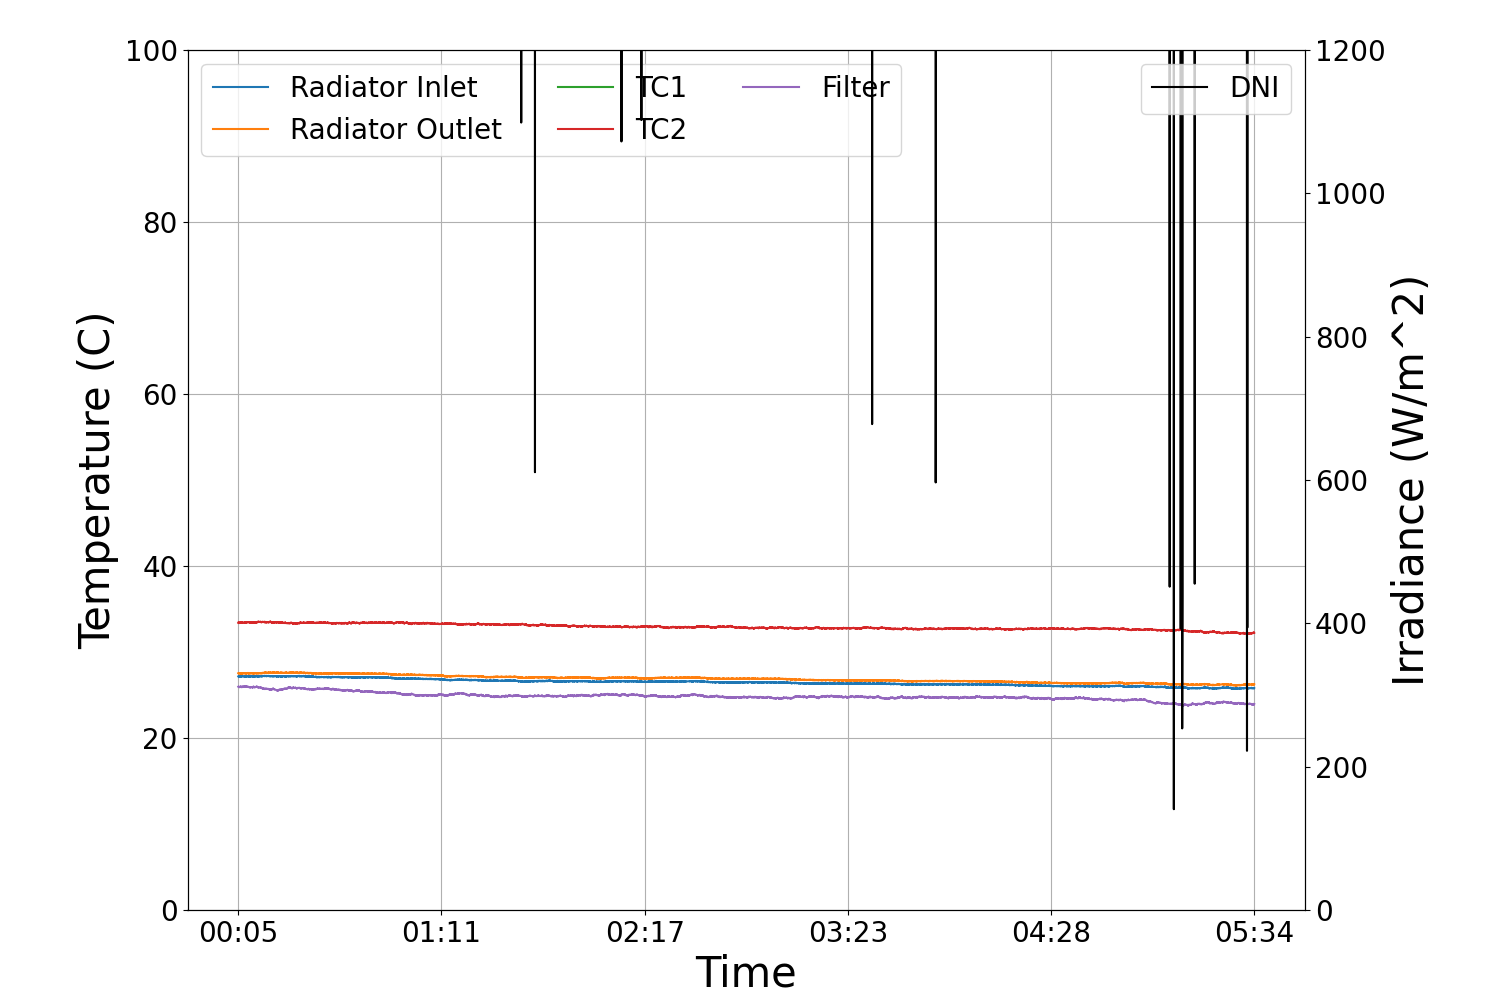 100
80
60
40
20
0
Temperature (C)
Radiator Inlet
Radiator Outlet
TC1
TC2
Filter
DNI
1200
1000
800
600
400
200
0
Irradiance (W/m^2)
00:05 01:11 02:17 03:23 04:28 05:34
Time